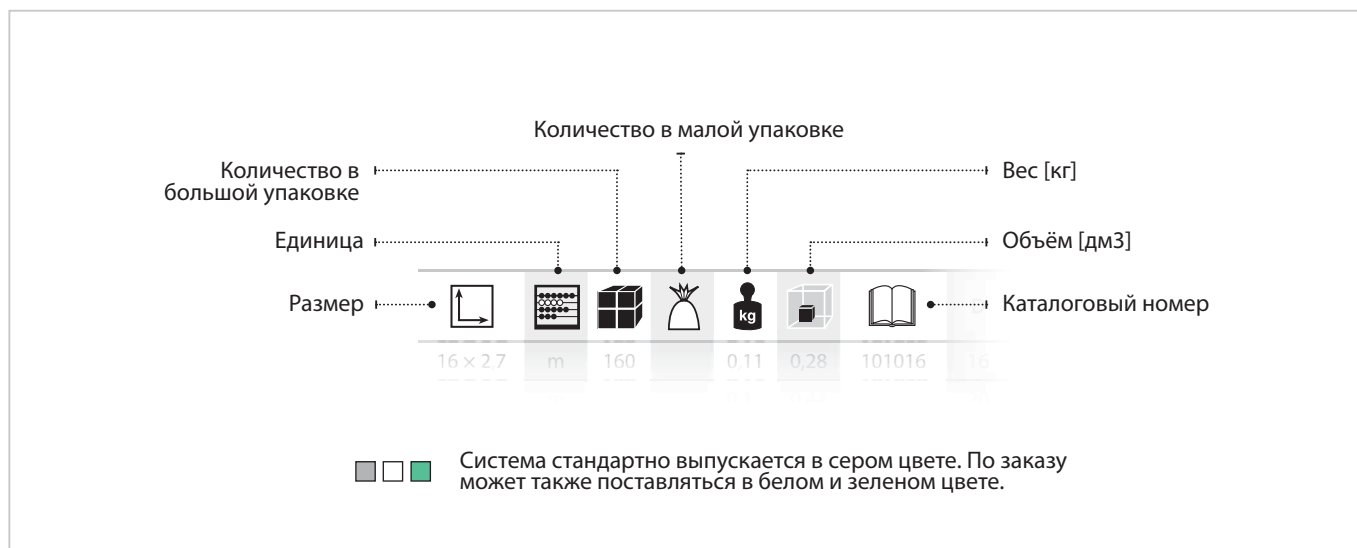 Количество в малой упаковке
Количество в
большой упаковке
Вес [кг]
Единица
Объём [дм3]
Размер
kg
Каталоговый номер
16 × 2,7 m 160 0,11 0,28 101016 16
Система стандартно выпускается в сером цвете. По заказу
может также поставляться в белом и зеленом цвете.